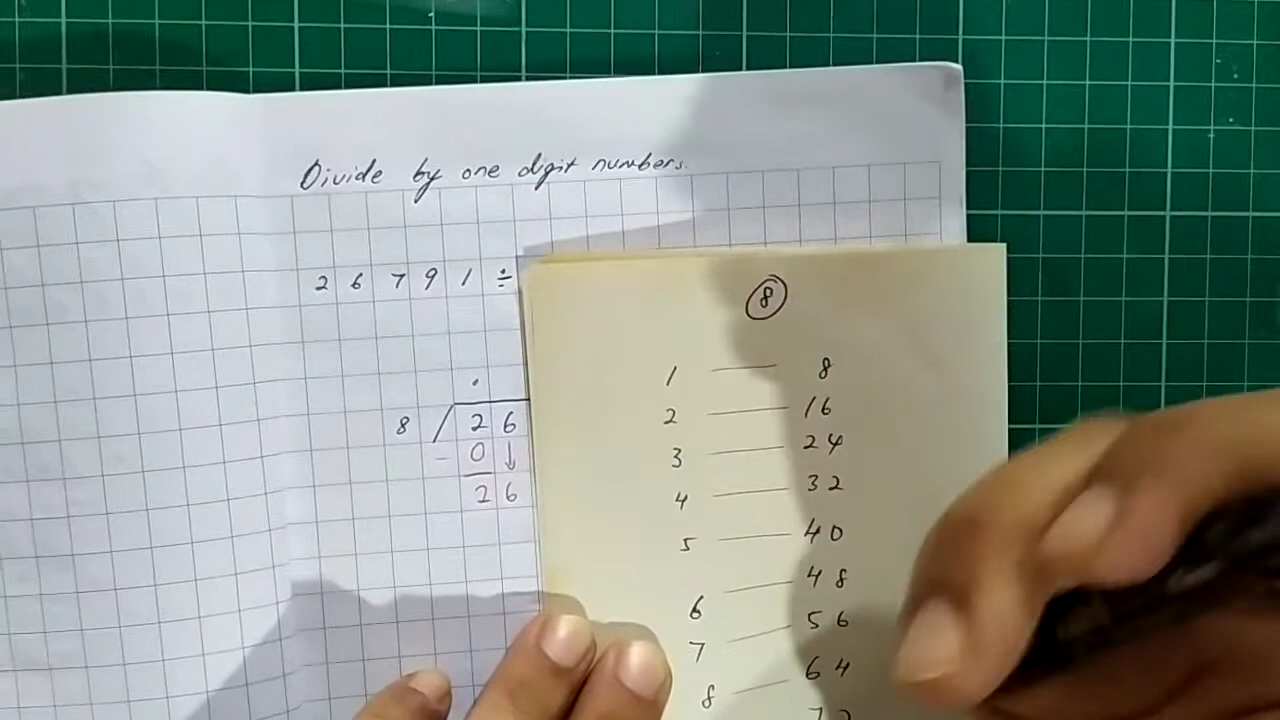 Divide by one digit numbers.
2 6 7 9 1 ÷
8 / 2 6
- 0 ↓
2 6
8
1 — 8
2 — 16
3 — 24
4 — 32
5 — 40
6 — 48
7 — 56
8 — 64
72